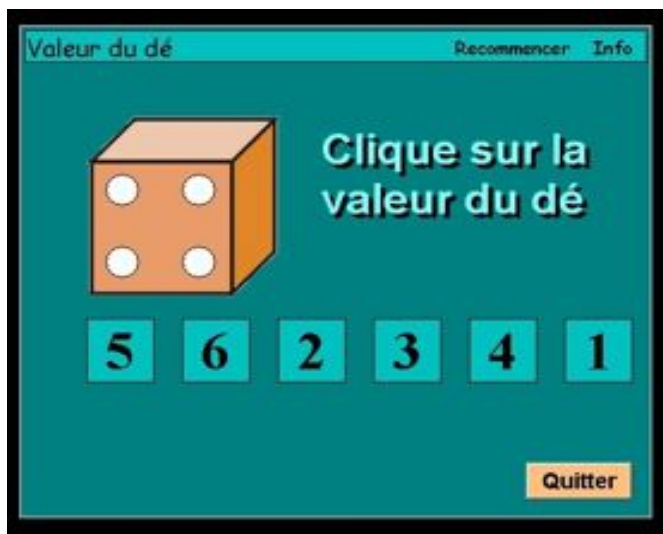 Valeur du dé Recommencer Info
Clique sur la
valeur du dé
5 6 2 3 4 1
Quitter